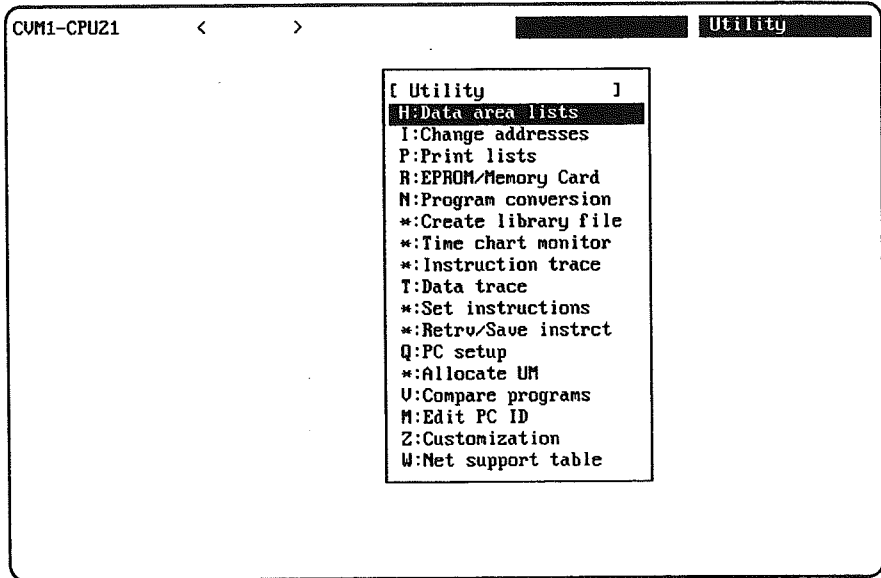 CVM1-CPU21 < > Utility
[ Utility ]
H:Data area lists
I:Change addresses
P:Print lists
R:EPROM/Memory Card
N:Program conversion
*:Create library file
*:Time chart monitor
*:Instruction trace
T:Data trace
*:Set instructions
*:Retrv/Save instrct
Q:PC setup
*:Allocate UM
V:Compare programs
M:Edit PC ID
Z:Customization
W:Net support table